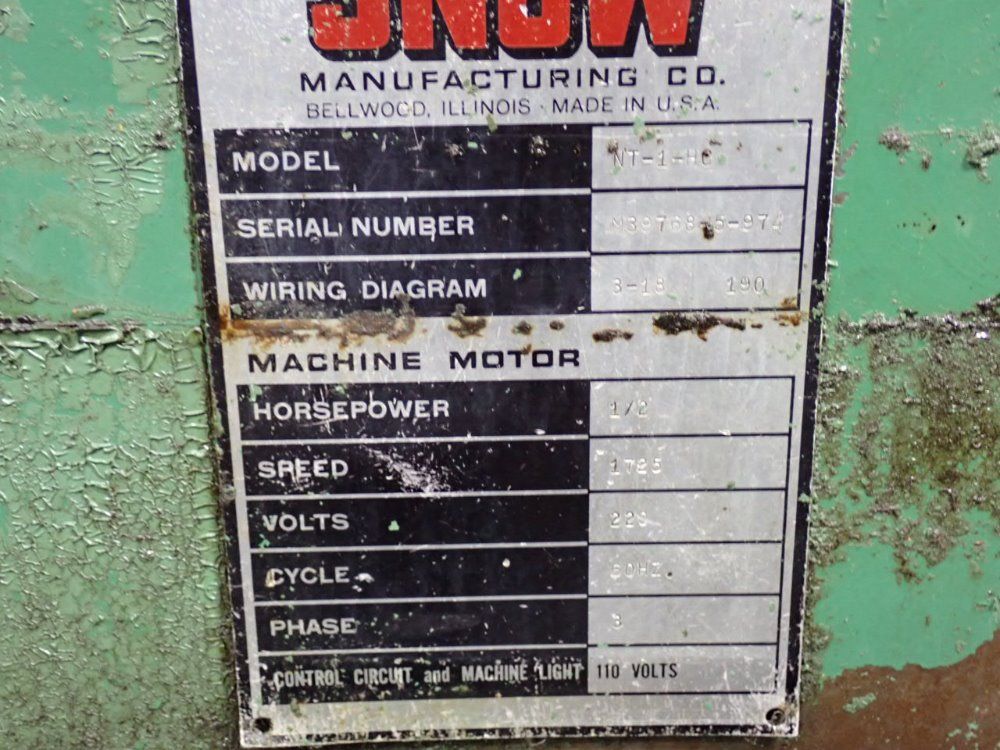 SNOW
MANUFACTURING CO.
BELLWOOD, ILLINOIS · MADE IN U.S.A.
MODEL NT-1-HC
SERIAL NUMBER
WIRING DIAGRAM 3-18 190
MACHINE MOTOR
HORSEPOWER 1/2
SPEED 1725
VOLTS
CYCLE 60HZ.
PHASE 3
CONTROL CIRCUIT and MACHINE LIGHT 110 VOLTS